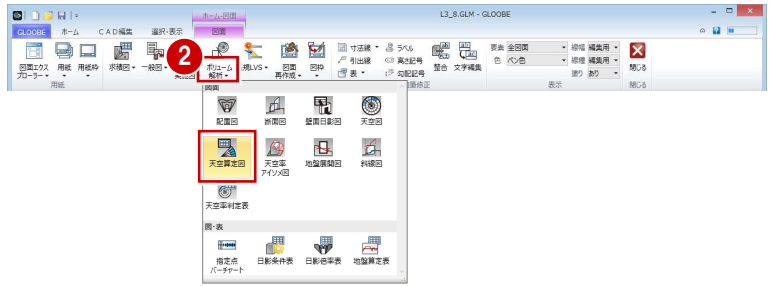 ホーム-図面
L3_8.GLM - GLOOBE
GLOOBE ホーム CAD編集 選択・表示 図面
図面エクスプローラー
用紙
用紙枠
求積図
一般図
2
ボリューム解析
規LVS
図面再作成
図枠
寸法線
引出線
表
ラベル
高さ記号
勾配記号
整合
文字編集
要素 全図面
色 ペン色
線幅 編集用
線種 編集用
塗り あり
閉じる
用紙
表示
閉じる
図面
配置図 断面図 壁面日影図 天空図
天空算定図 天空率アイソメ図 地盤展開図 斜線図
天空率判定表
図・表
指定点バーチャート 日影条件表 日影倍率表 地盤算定表